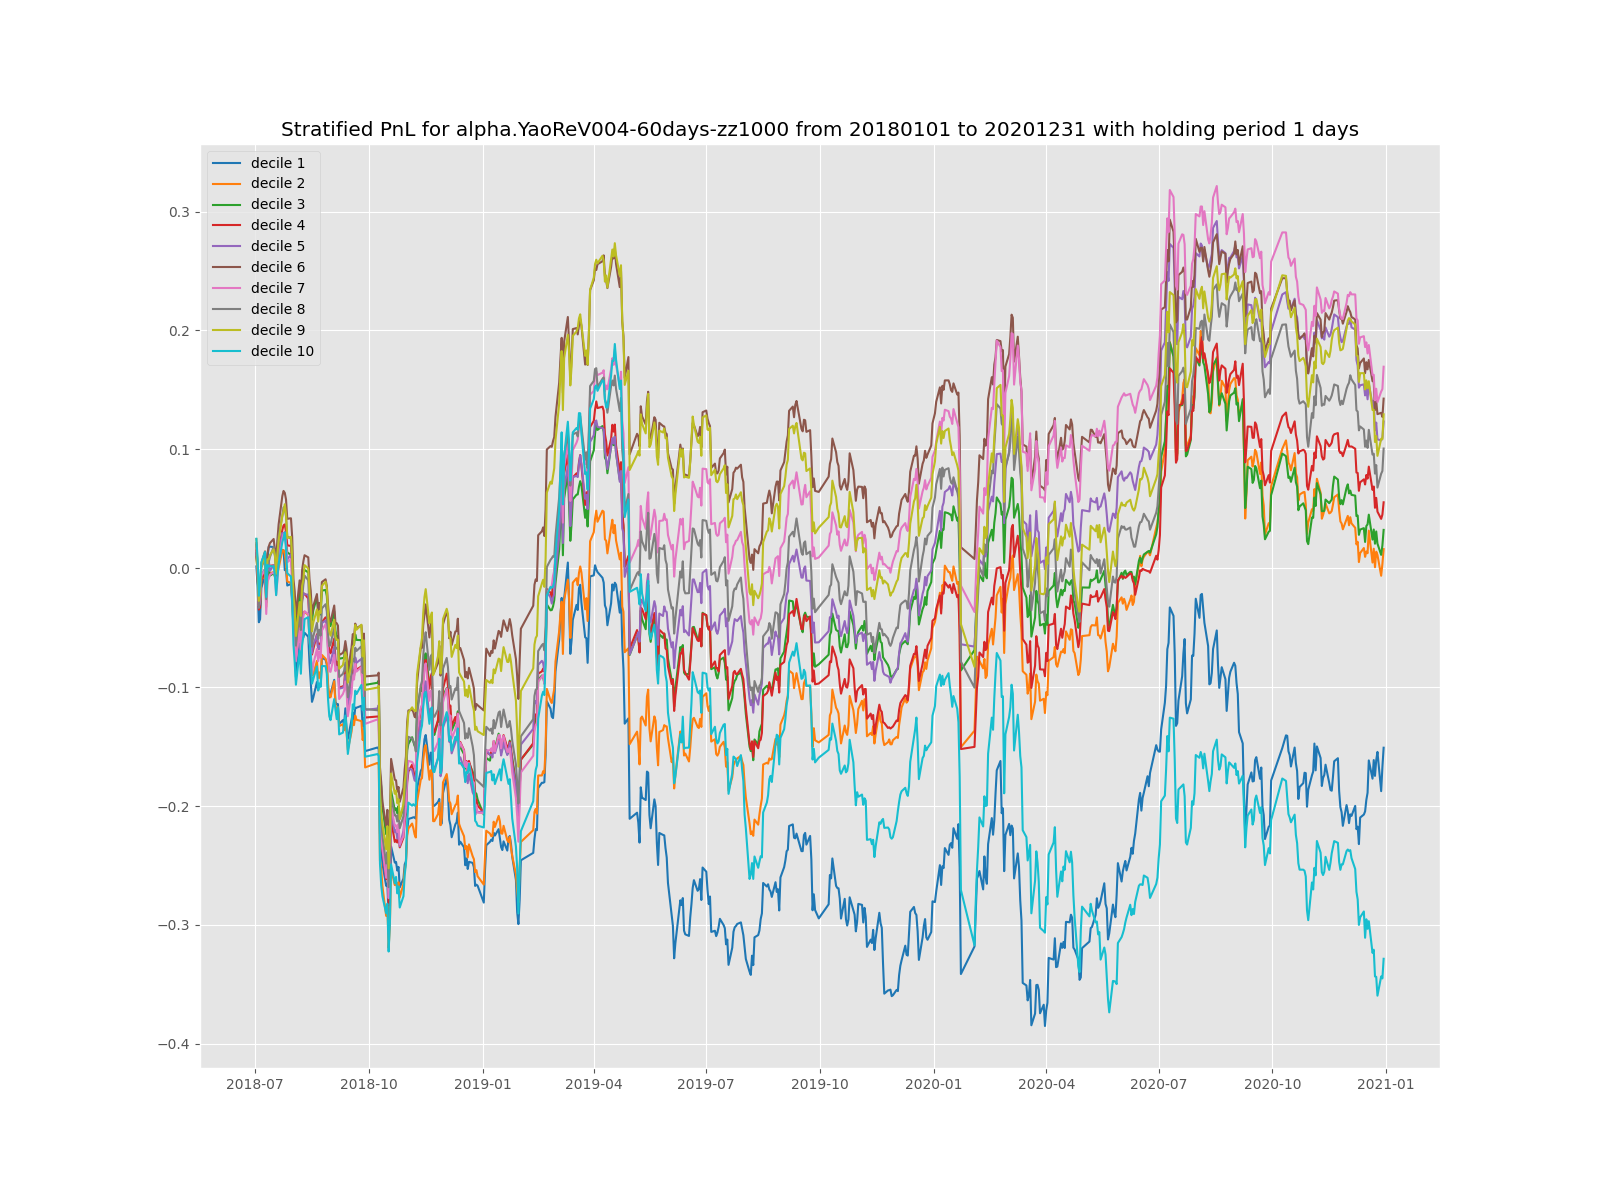 Stratified PnL for alpha.YaoReV004-60days-zz1000 from 20180101 to 20201231 with holding period 1 days
decile 1
decile 2
decile 3
decile 4
decile 5
decile 6
decile 7
decile 8
decile 9
decile 10
0.3
0.2
0.1
0.0
−0.1
−0.2
−0.3
−0.4
2018-07 2018-10 2019-01 2019-04 2019-07 2019-10 2020-01 2020-04 2020-07 2020-10 2021-01